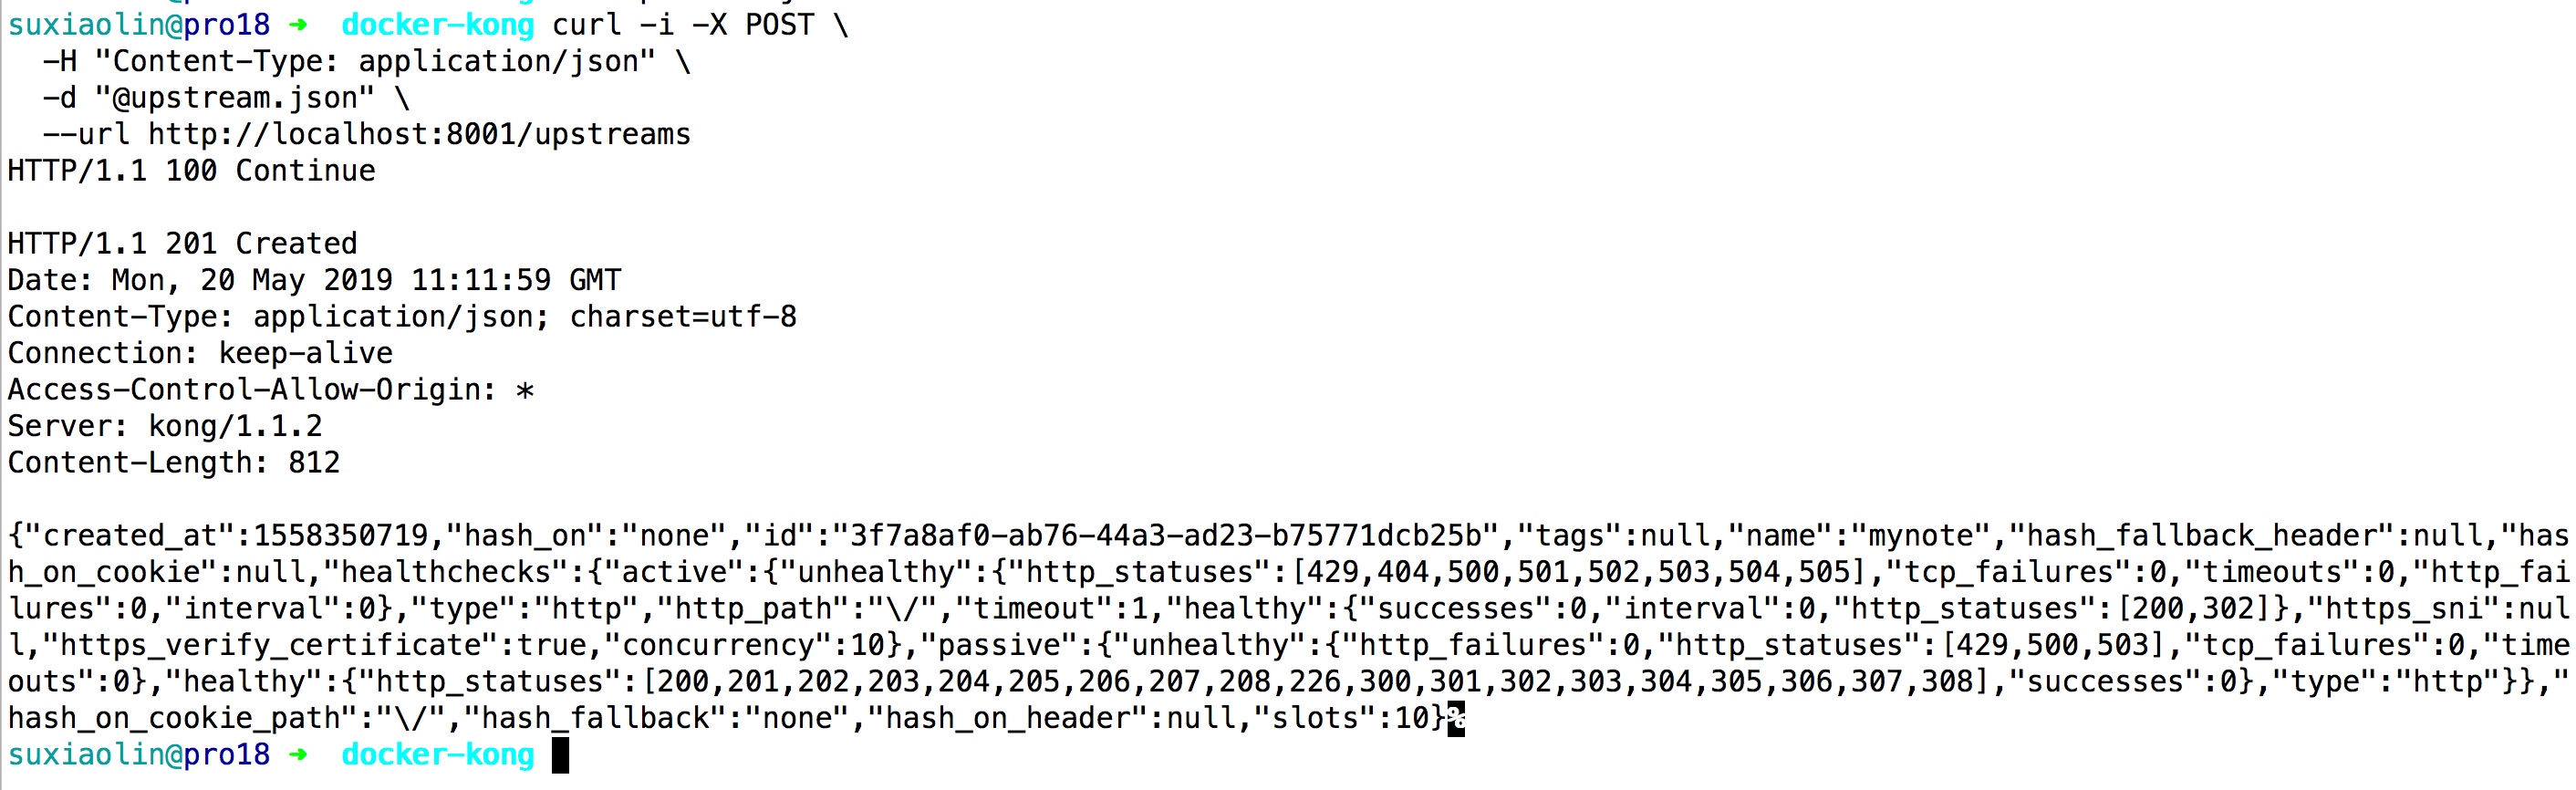 suxiaolin@pro18 ➜  docker-kong curl -i -X POST \
  -H "Content-Type: application/json" \
  -d "@upstream.json" \
  --url http://localhost:8001/upstreams
HTTP/1.1 100 Continue

HTTP/1.1 201 Created
Date: Mon, 20 May 2019 11:11:59 GMT
Content-Type: application/json; charset=utf-8
Connection: keep-alive
Access-Control-Allow-Origin: *
Server: kong/1.1.2
Content-Length: 812

{"created_at":1558350719,"hash_on":"none","id":"3f7a8af0-ab76-44a3-ad23-b75771dcb25b","tags":null,"name":"mynote","hash_fallback_header":null,"has
h_on_cookie":null,"healthchecks":{"active":{"unhealthy":{"http_statuses":[429,404,500,501,502,503,504,505],"tcp_failures":0,"timeouts":0,"http_fai
lures":0,"interval":0},"type":"http","http_path":"\/","timeout":1,"healthy":{"successes":0,"interval":0,"http_statuses":[200,302]},"https_sni":nul
l,"https_verify_certificate":true,"concurrency":10},"passive":{"unhealthy":{"http_failures":0,"http_statuses":[429,500,503],"tcp_failures":0,"time
outs":0},"healthy":{"http_statuses":[200,201,202,203,204,205,206,207,208,226,300,301,302,303,304,305,306,307,308],"successes":0},"type":"http"}},"
hash_on_cookie_path":"\/","hash_fallback":"none","hash_on_header":null,"slots":10}%
suxiaolin@pro18 ➜  docker-kong